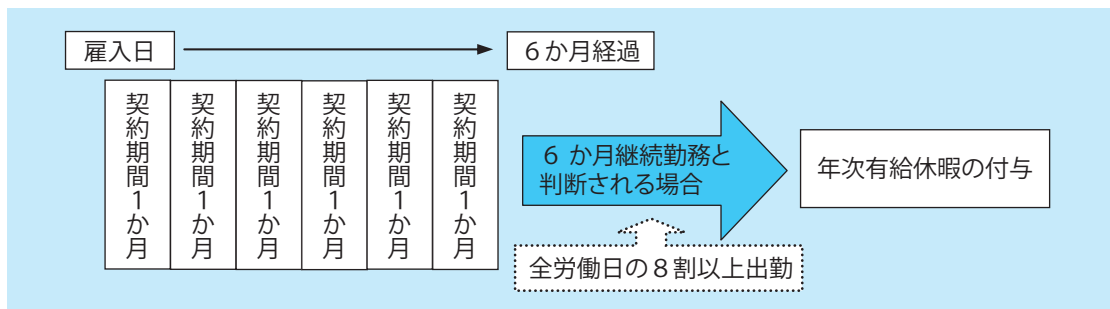 雇入日
６か月経過
契約期間１か月
契約期間１か月
契約期間１か月
契約期間１か月
契約期間１か月
契約期間１か月
６ か月継続勤務と
判断される場合
年次有給休暇の付与
全労働日の８割以上出勤